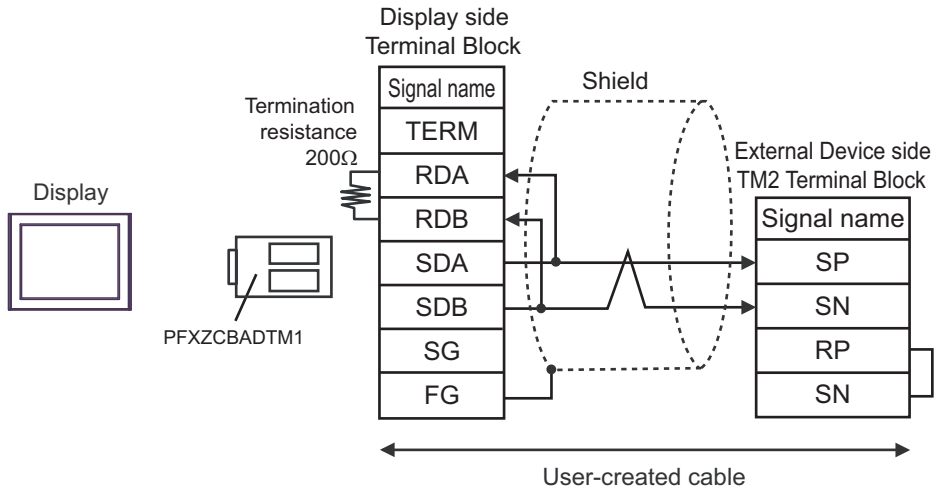 Display side
Terminal Block
Signal name
TERM
RDA
RDB
SDA
SDB
SG
FG
Termination
resistance
200Ω
Display
PFXZCBADTM1
Shield
External Device side
TM2 Terminal Block
Signal name
SP
SN
RP
SN
User-created cable